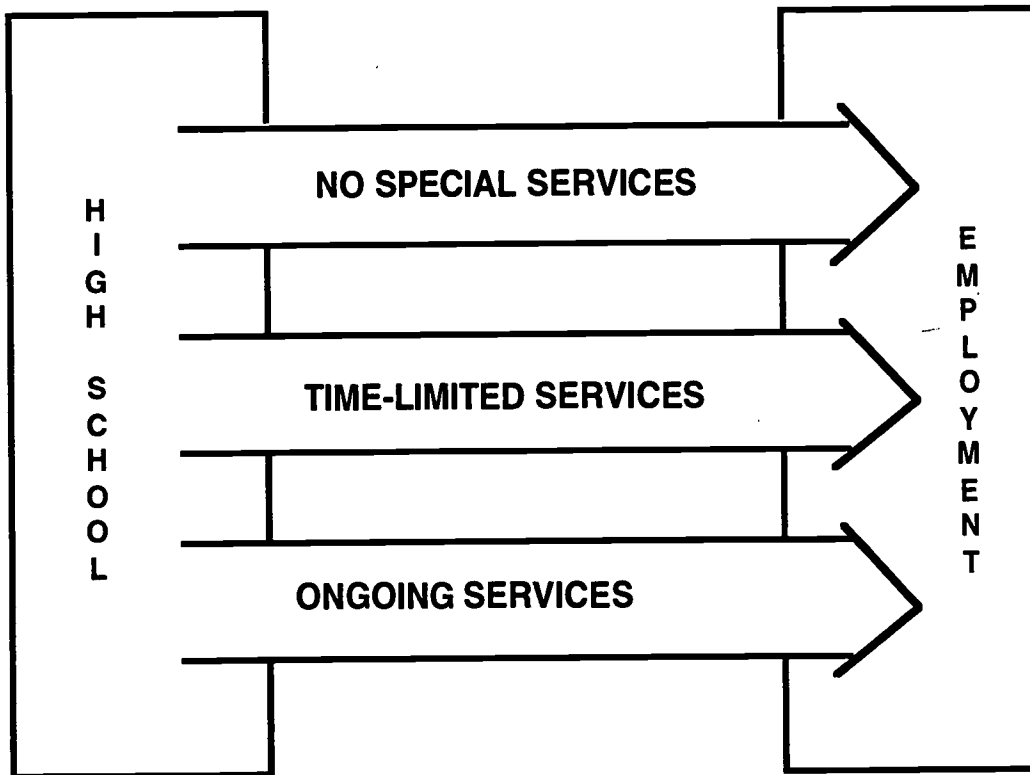 HIGH SCHOOL
NO SPECIAL SERVICES
TIME-LIMITED SERVICES
ONGOING SERVICES
EMPLOYMENT